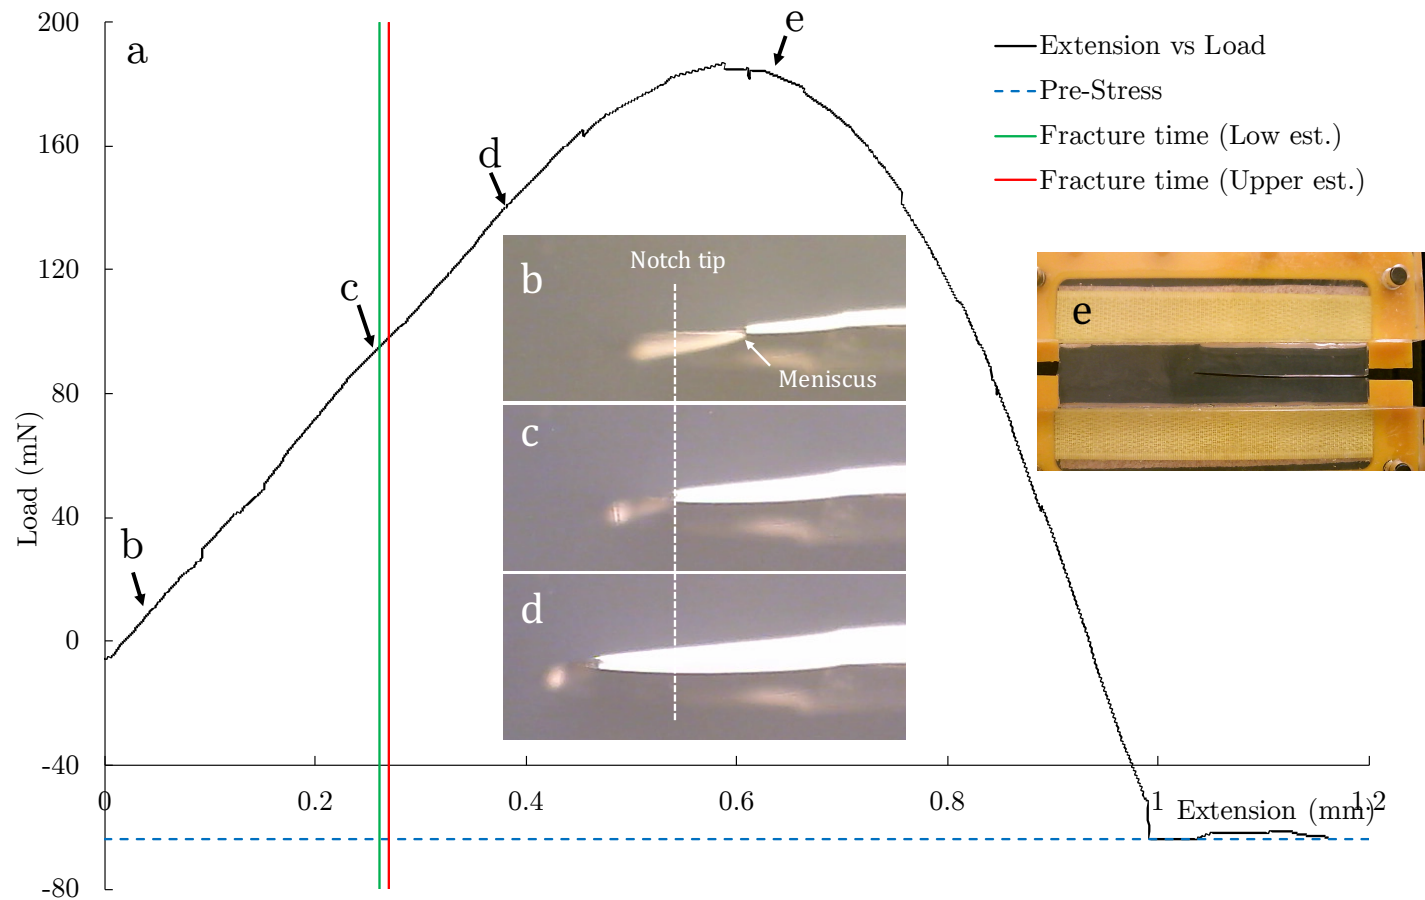 200
a
e
Extension vs Load
Pre-Stress
Fracture time (Low est.)
Fracture time (Upper est.)
160
d
120
c
80
Load (mN)
40
b
0
-40
-80
b
Notch tip
Meniscus
c
d
e
0
0.2
0.4
0.6
0.8
1
1.2
Extension (mm)